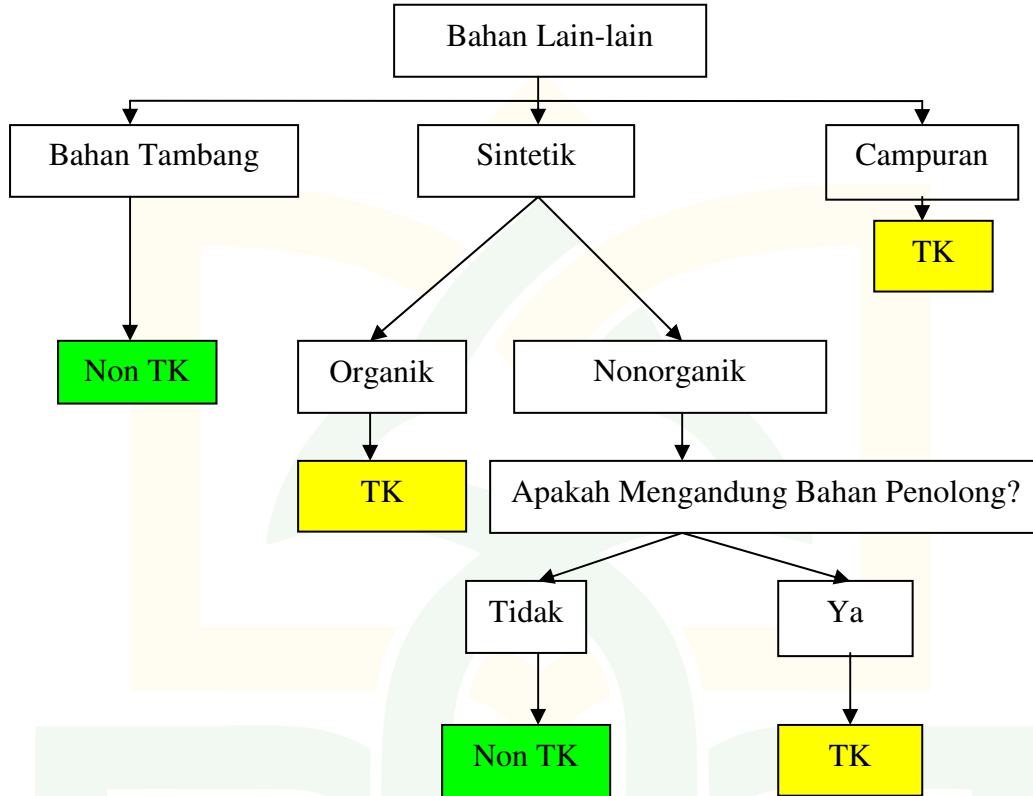 Bahan Lain-lain
Bahan Tambang
Sintetik
Campuran
TK
Non TK
Organik
Nonorganik
TK
Apakah Mengandung Bahan Penolong?
Tidak
Ya
Non TK
TK